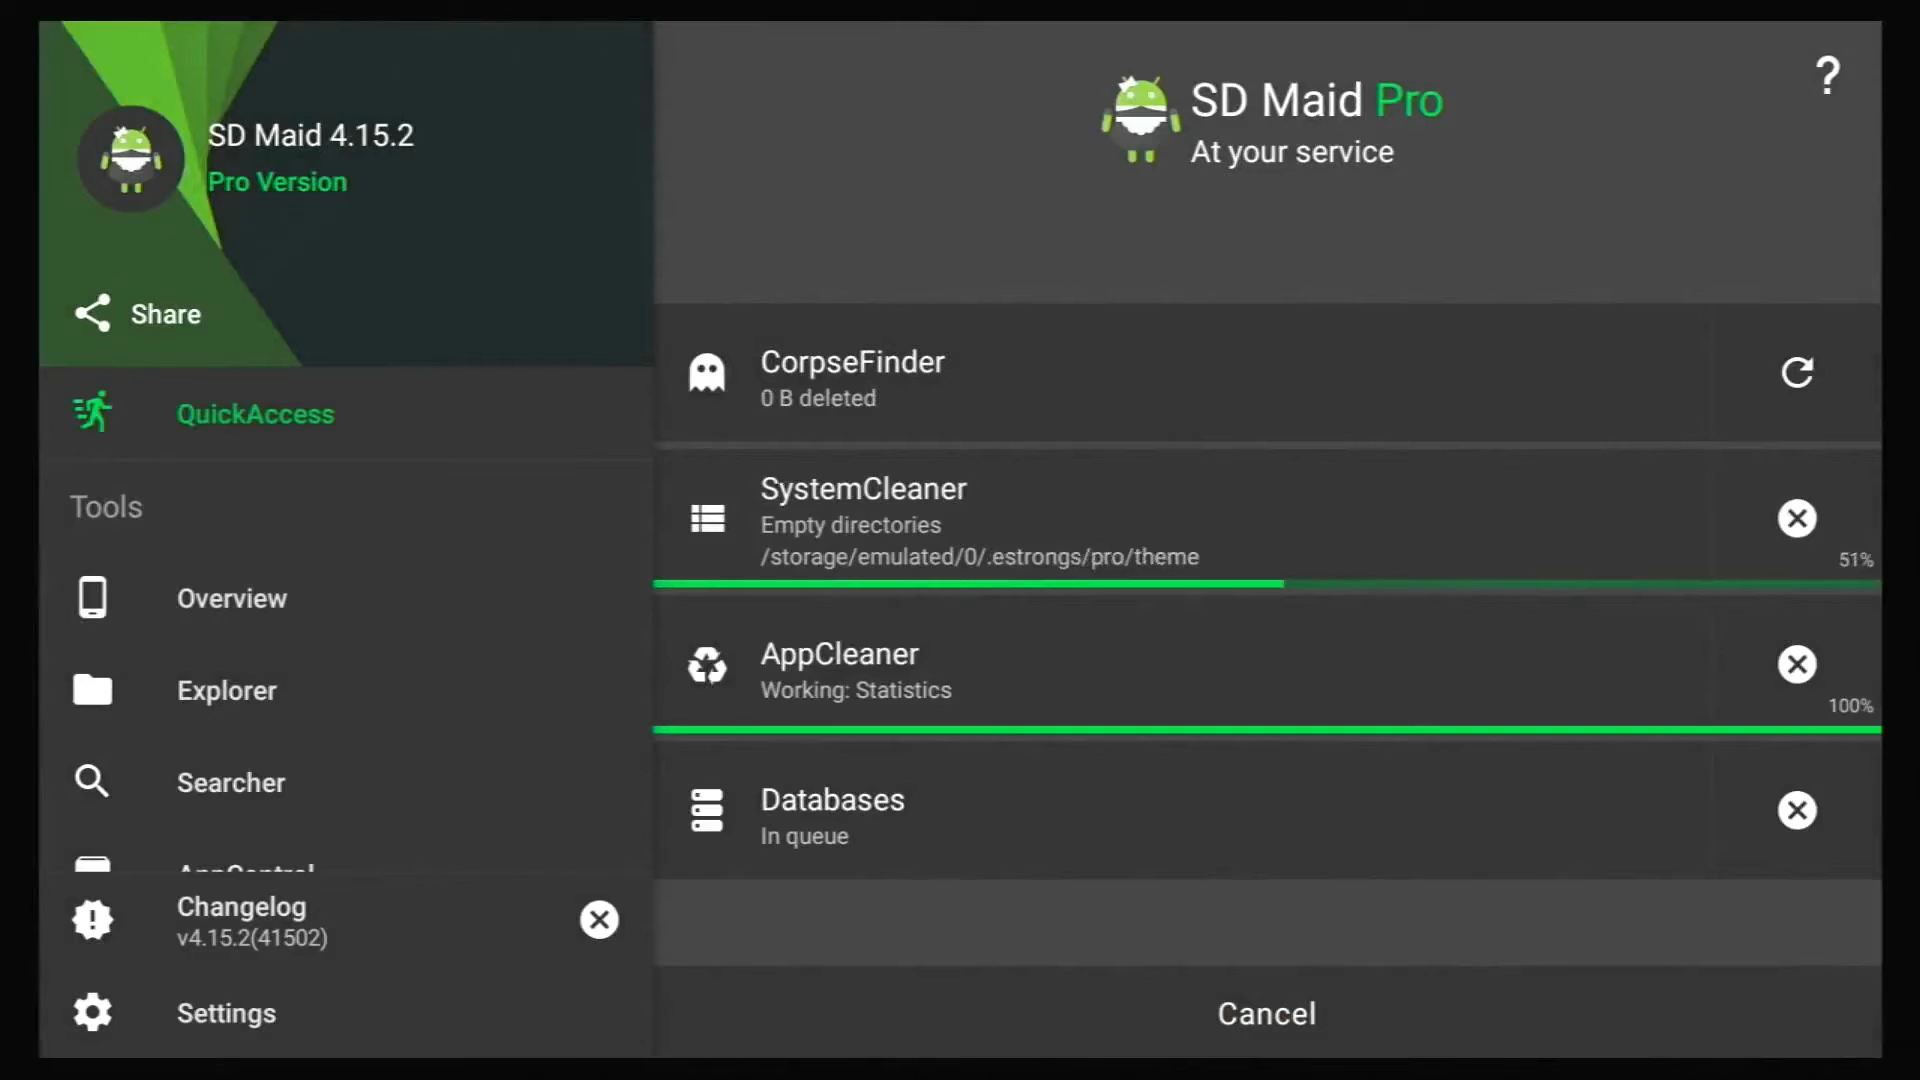 SD Maid 4.15.2
Pro Version
Share
QuickAccess
Tools
Overview
Explorer
Searcher
AppControl
Changelog
v4.15.2(41502)
Settings
SD Maid Pro
At your service
?
CorpseFinder
0 B deleted
SystemCleaner
Empty directories
/storage/emulated/0/.estrongs/pro/theme
51%
AppCleaner
Working: Statistics
100%
Databases
In queue
Cancel